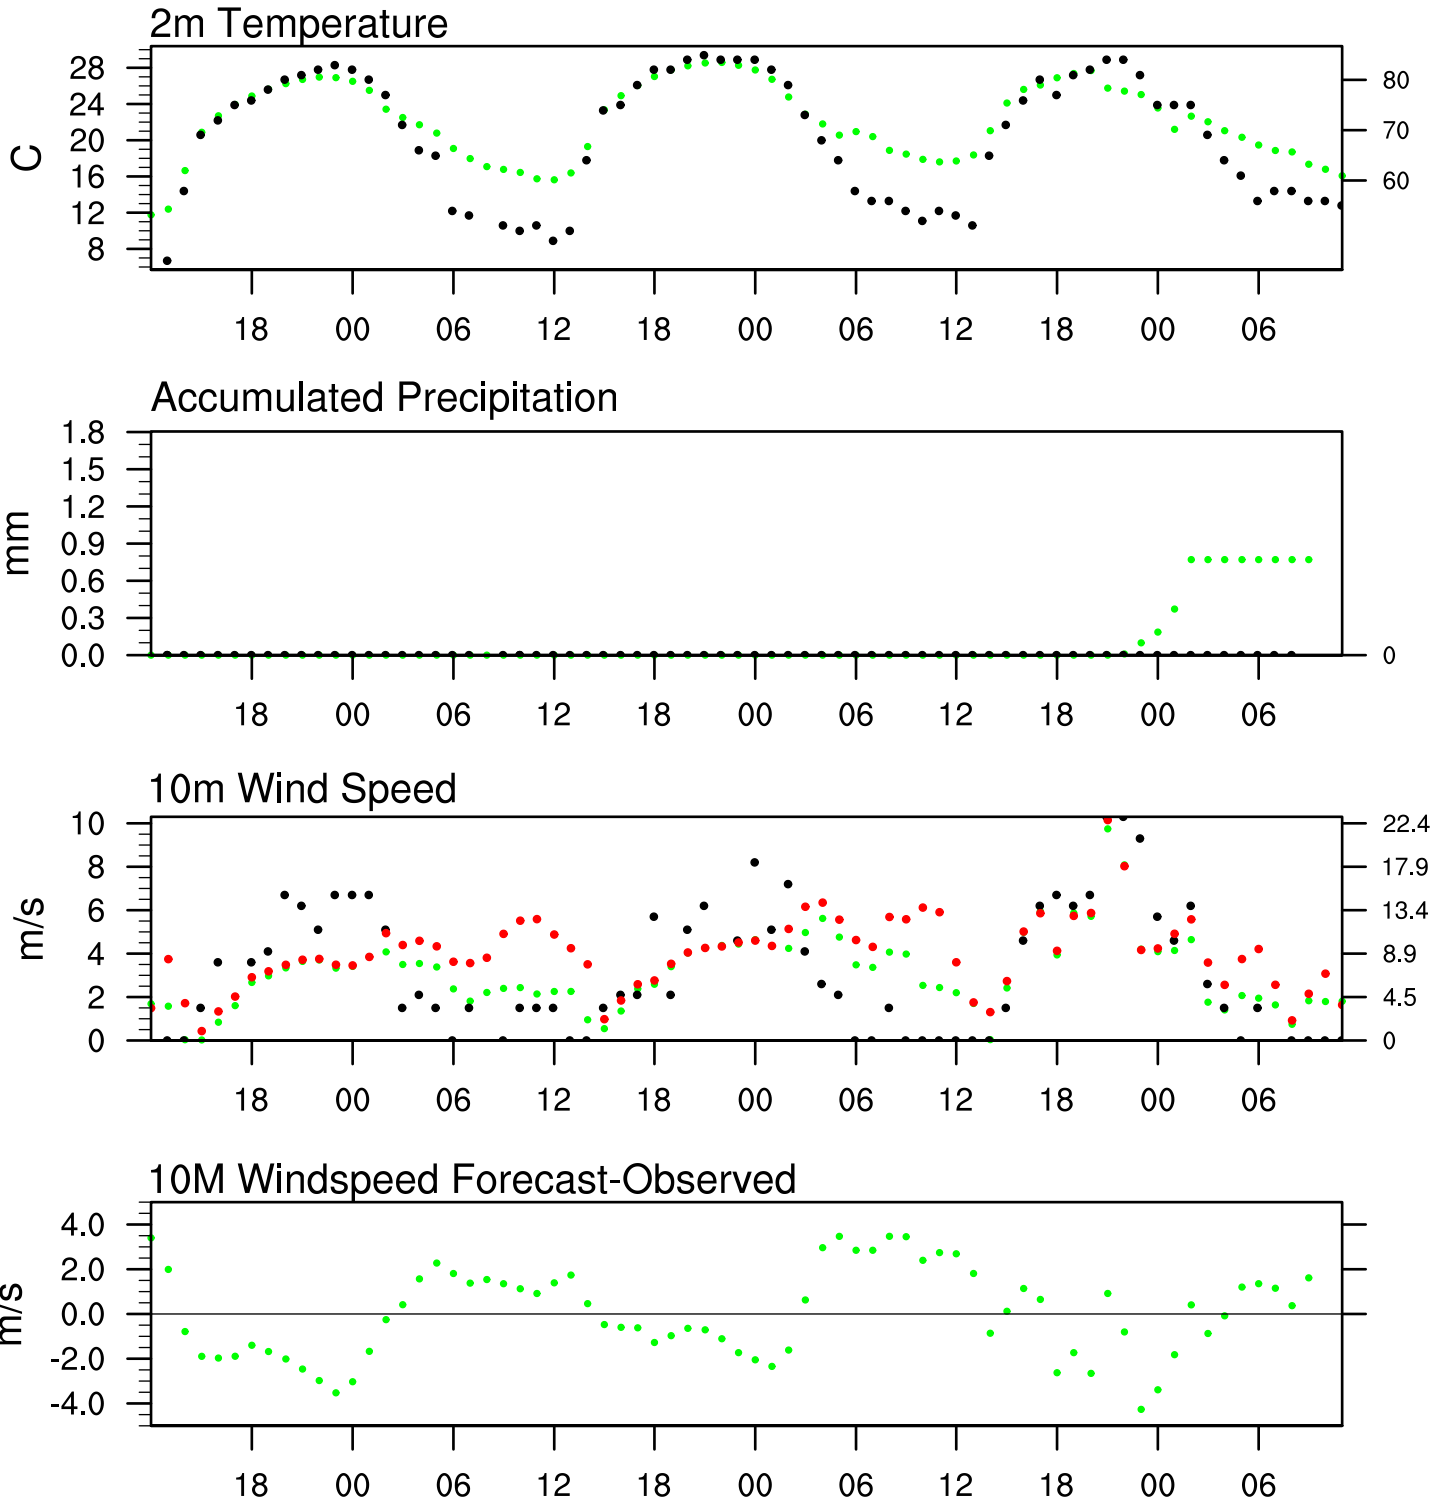 2m Temperature
28
24
20
16
12
8
C
80
70
60
18 00 06 12 18 00 06 12 18 00 06
Accumulated Precipitation
1.8
1.5
1.2
0.9
0.6
0.3
0.0
mm
0
18 00 06 12 18 00 06 12 18 00 06
10m Wind Speed
10
8
6
4
2
0
m/s
22.4
17.9
13.4
8.9
4.5
0
18 00 06 12 18 00 06 12 18 00 06
10M Windspeed Forecast-Observed
4.0
2.0
0.0
-2.0
-4.0
m/s
18 00 06 12 18 00 06 12 18 00 06